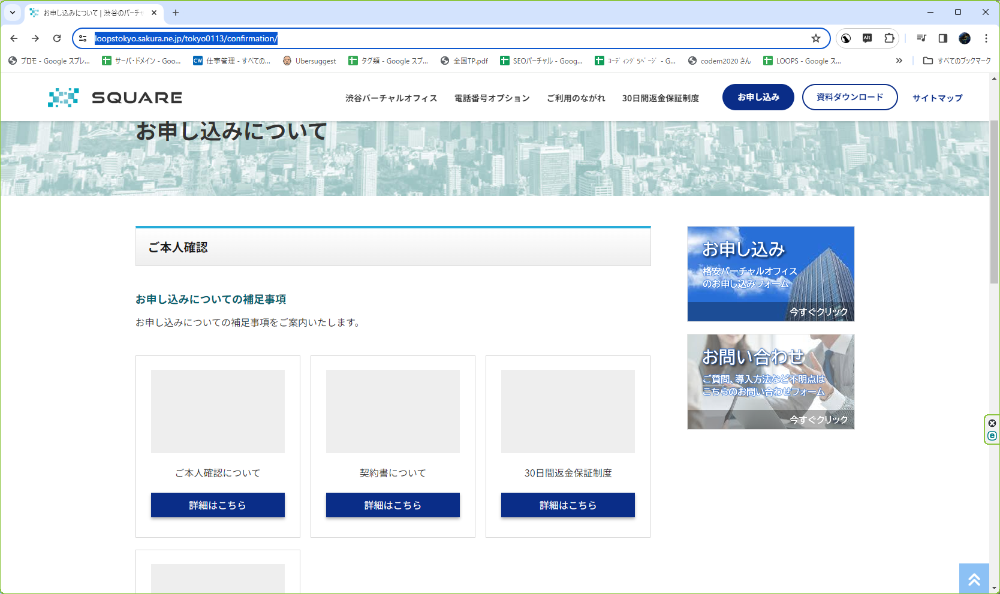 お申し込みについて | 渋谷のバーチャ
loopstokyo.sakura.ne.jp/tokyo0113/confirmation/
Alt
プロモ - Google スプレ...
サーバ･ドメイン - Goo...
CW
仕事管理 - すべての...
Ubersuggest
タグ類 - Google スプ...
全国TP.pdf
SEOバーチャル - Goog...
ｺｰﾃﾞｨﾝｸﾞ 5ﾍﾟｰｼﾞ - G...
codem2020 さん
LOOPS - Google ス...
すべてのブックマーク
SQUARE
渋谷バーチャルオフィス
電話番号オプション
ご利用のながれ
30日間返金保証制度
お申し込み
資料ダウンロード
サイトマップ
お申し込みについて
ご本人確認
お申し込みについての補足事項
お申し込みについての補足事項をご案内いたします。
ご本人確認について
詳細はこちら
契約書について
詳細はこちら
30日間返金保証制度
詳細はこちら
お申し込み
格安バーチャルオフィス
のお申し込みフォーム
今すぐクリック
お問い合わせ
ご質問、導入方法など不明点は
こちらのお問い合わせフォーム
今すぐクリック